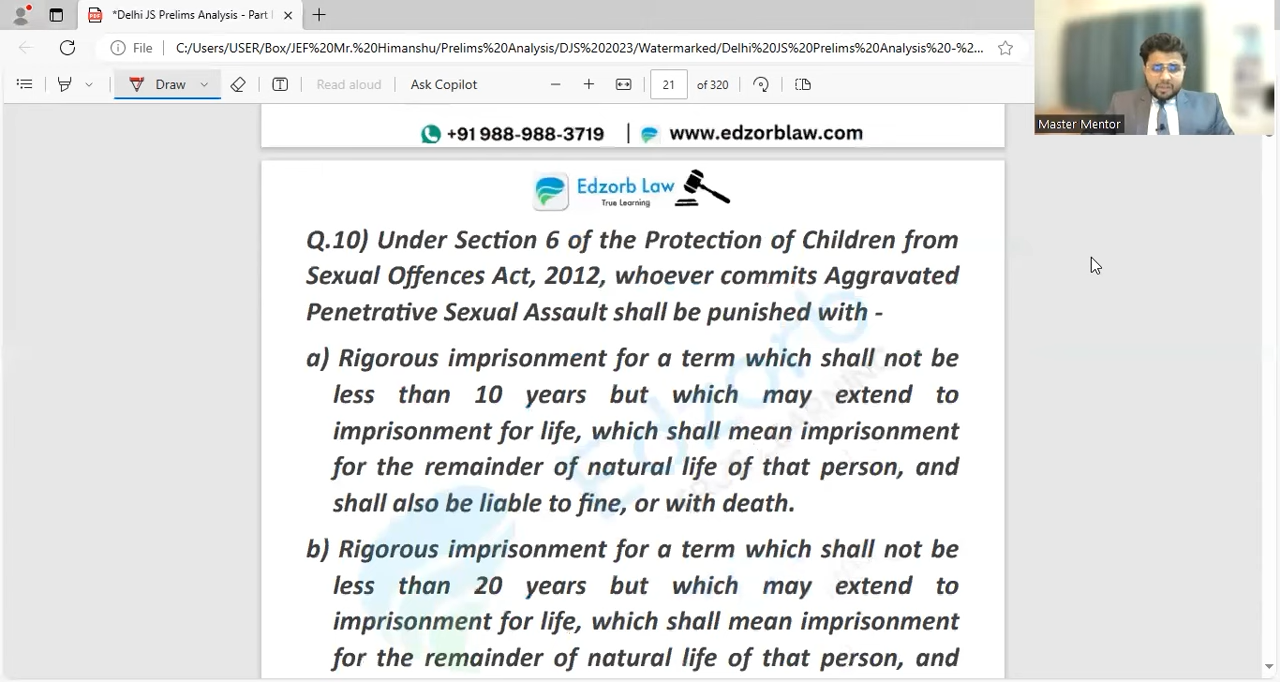 *Delhi JS Prelims Analysis - Part
File
C:/Users/USER/Box/JEF%20Mr.%20Himanshu/Prelims%20Analysis/DJS%202023/Watermarked/Delhi%20JS%20Prelims%20Analysis%20-%2...
Draw
Read aloud
Ask Copilot
21
of 320
Master Mentor
+91 988-988-3719 | www.edzorblaw.com
Edzorb Law
True Learning
Q.10) Under Section 6 of the Protection of Children from
Sexual Offences Act, 2012, whoever commits Aggravated
Penetrative Sexual Assault shall be punished with -
a) Rigorous imprisonment for a term which shall not be
less than 10 years but which may extend to
imprisonment for life, which shall mean imprisonment
for the remainder of natural life of that person, and
shall also be liable to fine, or with death.
b) Rigorous imprisonment for a term which shall not be
less than 20 years but which may extend to
imprisonment for life, which shall mean imprisonment
for the remainder of natural life of that person, and
Edzorb